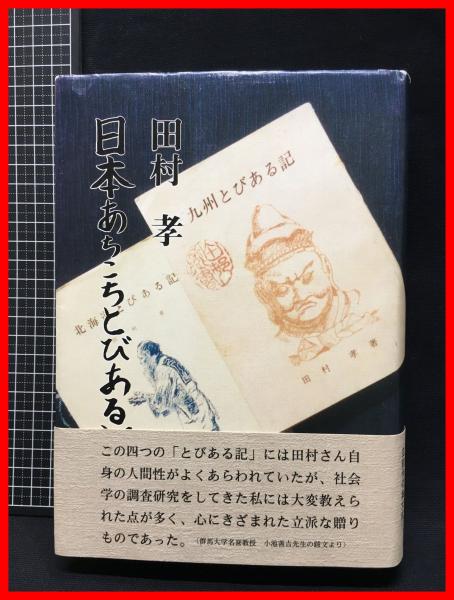 田村 孝
日本あちこちとびある
九州とびある記
田村 孝 著
北海道とびある記
この四つの「とびある記」には田村さん自
身の人間性がよくあらわれていたが、社会
学の調査研究をしてきた私には大変教えら
れた点が多く、心にきざまれた立派な贈り
ものであった。（群馬大学名誉教授 小池善吉先生の跋文より）